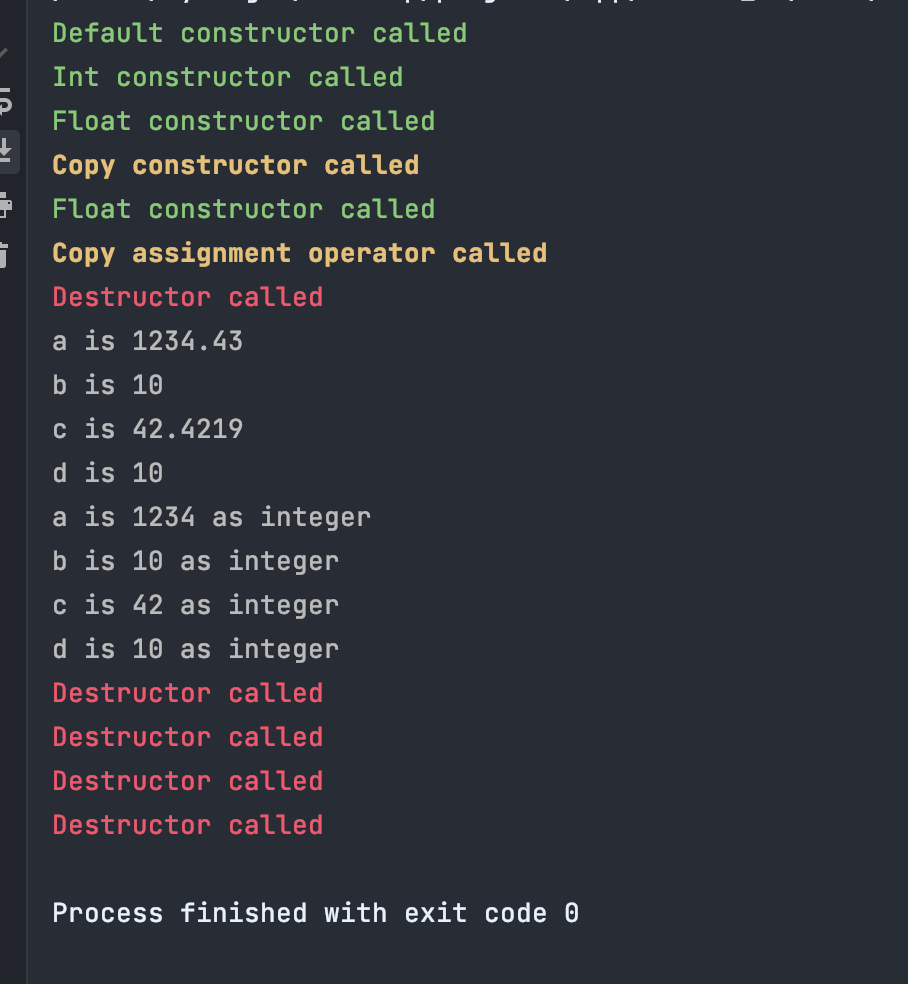 Default constructor called
Int constructor called
Float constructor called
Copy constructor called
Float constructor called
Copy assignment operator called
Destructor called
a is 1234.43
b is 10
c is 42.4219
d is 10
a is 1234 as integer
b is 10 as integer
c is 42 as integer
d is 10 as integer
Destructor called
Destructor called
Destructor called
Destructor called
Process finished with exit code 0